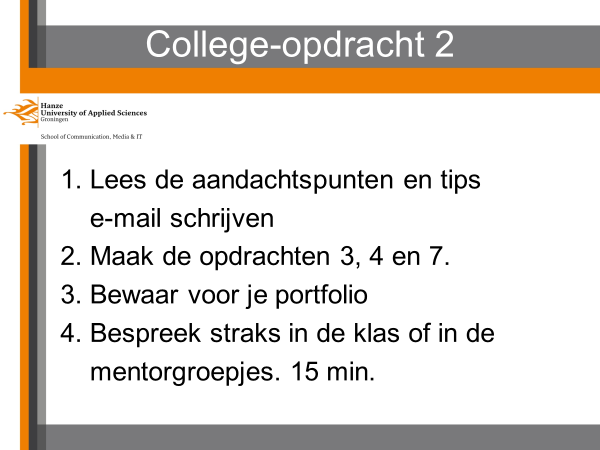 College-opdracht 2
Hanze
University of Applied Sciences
Groningen
School of Communication, Media & IT
1. Lees de aandachtspunten en tips
e-mail schrijven
2. Maak de opdrachten 3, 4 en 7.
3. Bewaar voor je portfolio
4. Bespreek straks in de klas of in de
mentorgroepjes. 15 min.